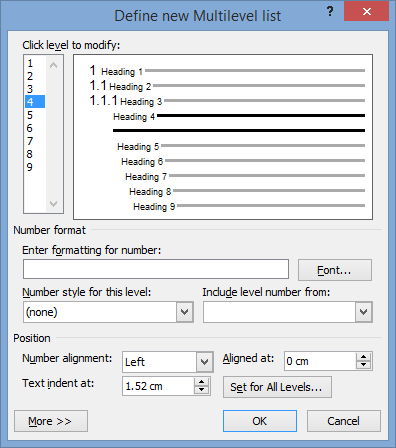 Define new Multilevel list ?
Click level to modify:
1
2
3
4
5
6
7
8
9
1 Heading 1
1.1 Heading 2
1.1.1 Heading 3
Heading 4
Heading 5
Heading 6
Heading 7
Heading 8
Heading 9
Number format
Enter formatting for number:
Font...
Number style for this level: Include level number from:
(none)
Position
Number alignment: Left Aligned at: 0 cm
Text indent at: 1.52 cm Set for All Levels...
More >> OK Cancel